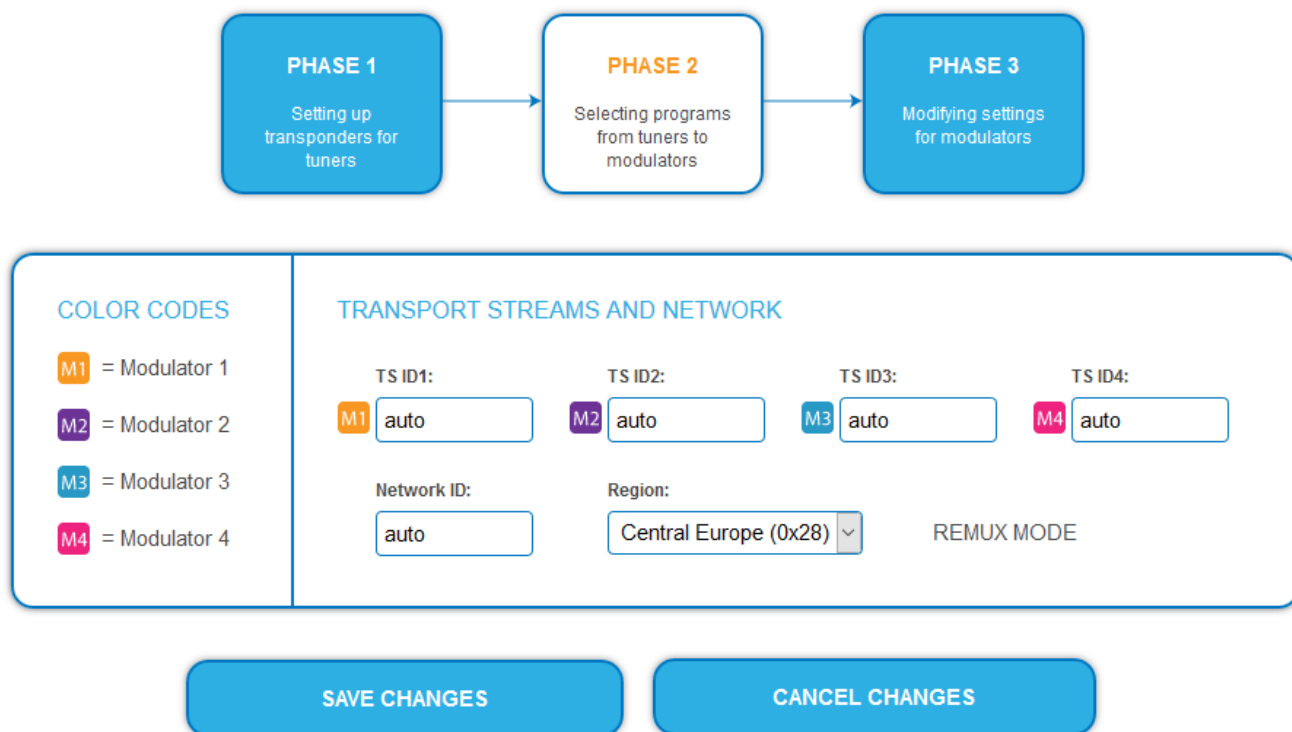 PHASE 1
Setting up
transponders for
tuners
PHASE 2
Selecting programs
from tuners to
modulators
PHASE 3
Modifying settings
for modulators
COLOR CODES
M1 = Modulator 1
M2 = Modulator 2
M3 = Modulator 3
M4 = Modulator 4
TRANSPORT STREAMS AND NETWORK
TS ID1: TS ID2: TS ID3: TS ID4:
M1 auto M2 auto M3 auto M4 auto
Network ID: Region:
auto Central Europe (0x28) REMUX MODE
SAVE CHANGES CANCEL CHANGES